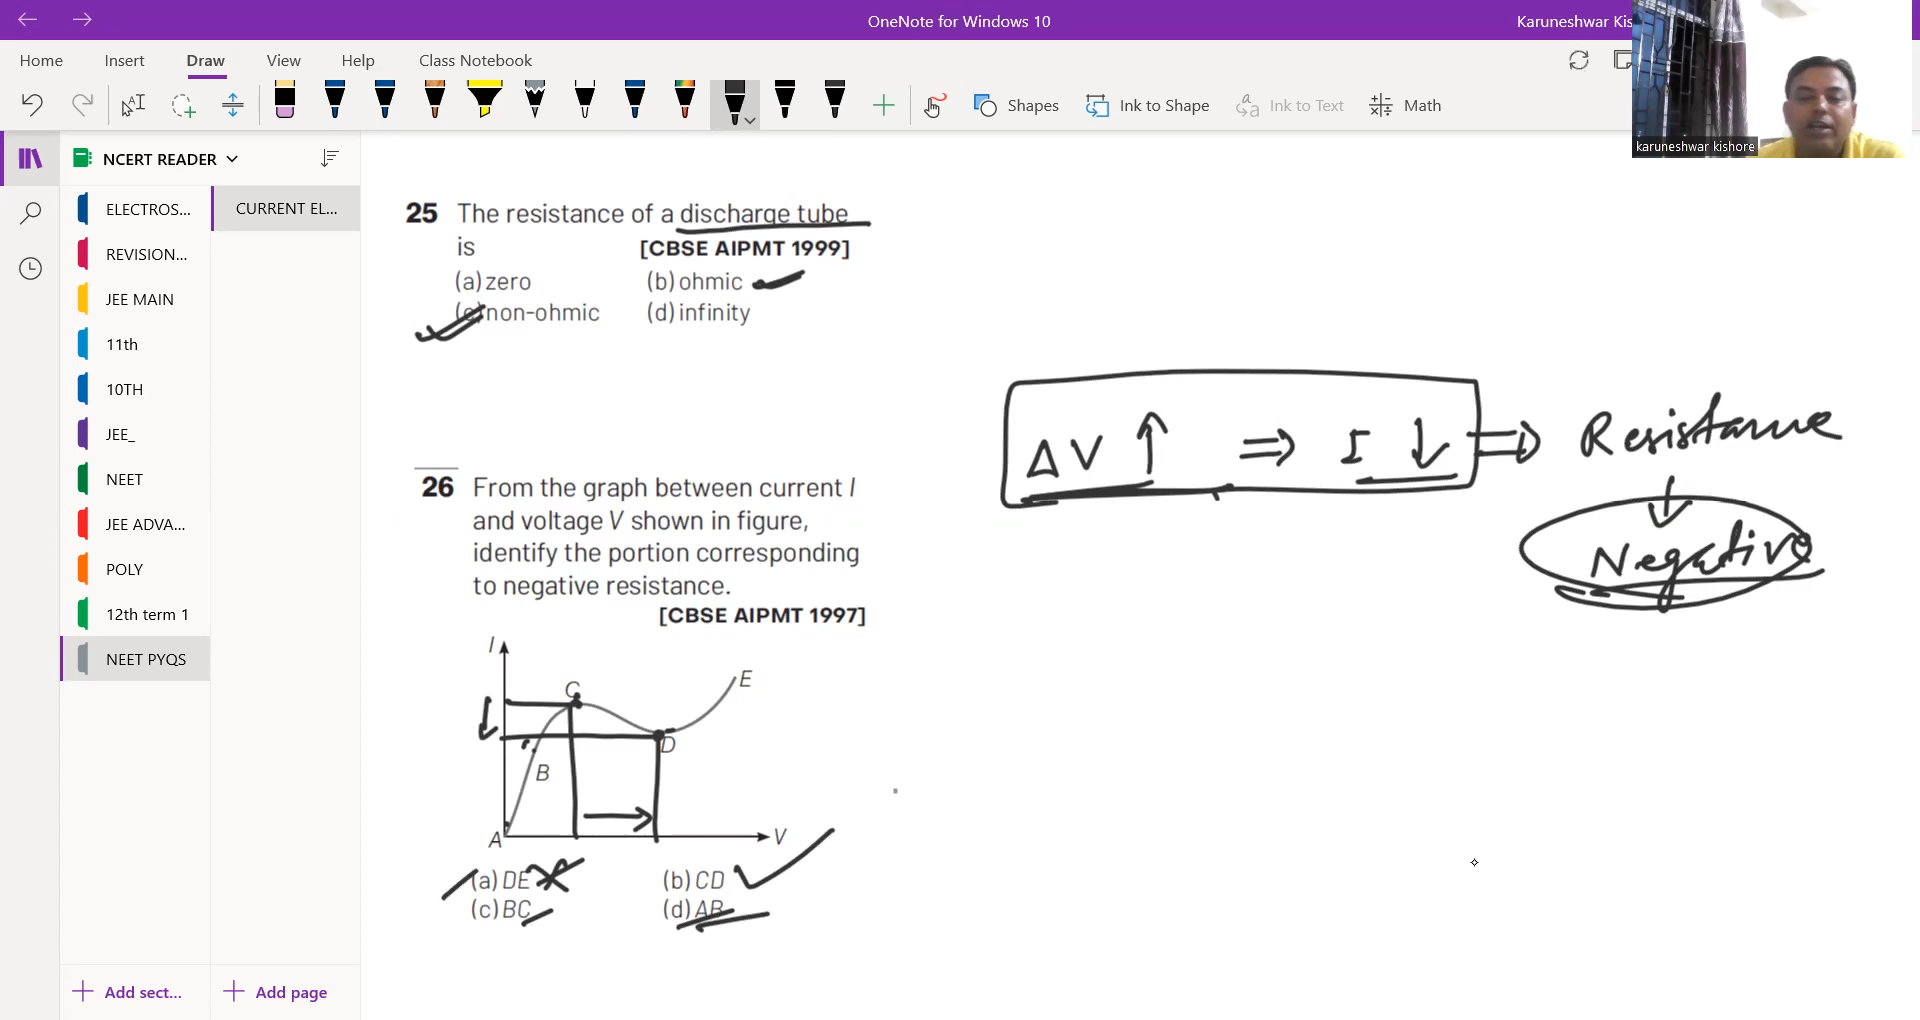 OneNote for Windows 10
Karuneshwar Kis
Home Insert Draw View Help Class Notebook
Shapes Ink to Shape Ink to Text Math
karuneshwar kishore
NCERT READER
ELECTROS...
REVISION...
JEE MAIN
11th
10TH
JEE_
NEET
JEE ADVA...
POLY
12th term 1
NEET PYQS
Add sect...
CURRENT EL...
Add page
25 The resistance of a discharge tube
is [CBSE AIPMT 1999]
(a) zero (b) ohmic
(c) non-ohmic (d) infinity
26 From the graph between current I
and voltage V shown in figure,
identify the portion corresponding
to negative resistance.
[CBSE AIPMT 1997]
I
C
E
D
B
A
V
(a) DE (b) CD
(c) BC (d) AB
ΔV ↑ ⇒ I ↓ ⇒ Resistance
↓
Negative